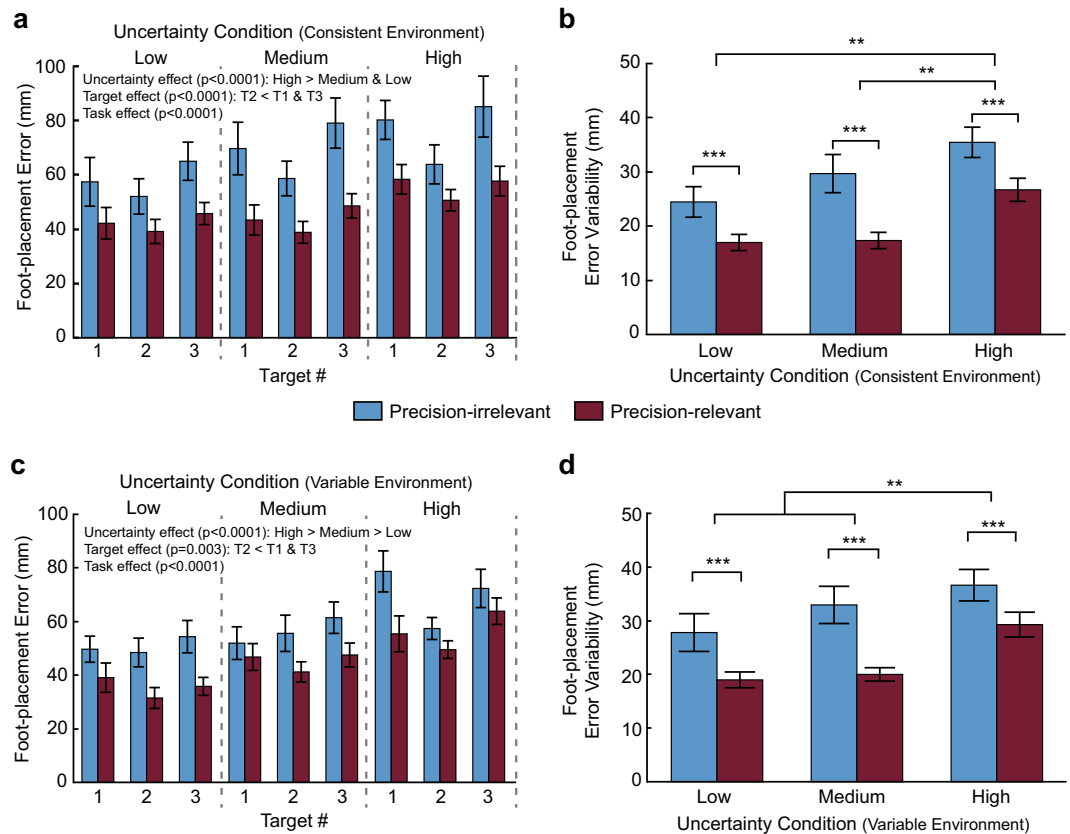 a
Uncertainty Condition (Consistent Environment)
Low Medium High
Uncertainty effect (p<0.0001): High > Medium & Low
Target effect (p<0.0001): T2 < T1 & T3
Task effect (p<0.0001)
Foot-placement Error (mm)
100
80
60
40
20
0
1 2 3 1 2 3 1 2 3
Target #
b
**
**
***
***
***
Foot-placement
Error Variability (mm)
50
40
30
20
10
0
Low Medium High
Uncertainty Condition (Consistent Environment)
Precision-irrelevant Precision-relevant
c
Uncertainty Condition (Variable Environment)
Low Medium High
Uncertainty effect (p<0.0001): High > Medium > Low
Target effect (p=0.003): T2 < T1 & T3
Task effect (p<0.0001)
Foot-placement Error (mm)
100
80
60
40
20
0
1 2 3 1 2 3 1 2 3
Target #
d
**
***
***
***
Foot-placement
Error Variability (mm)
50
40
30
20
10
0
Low Medium High
Uncertainty Condition (Variable Environment)